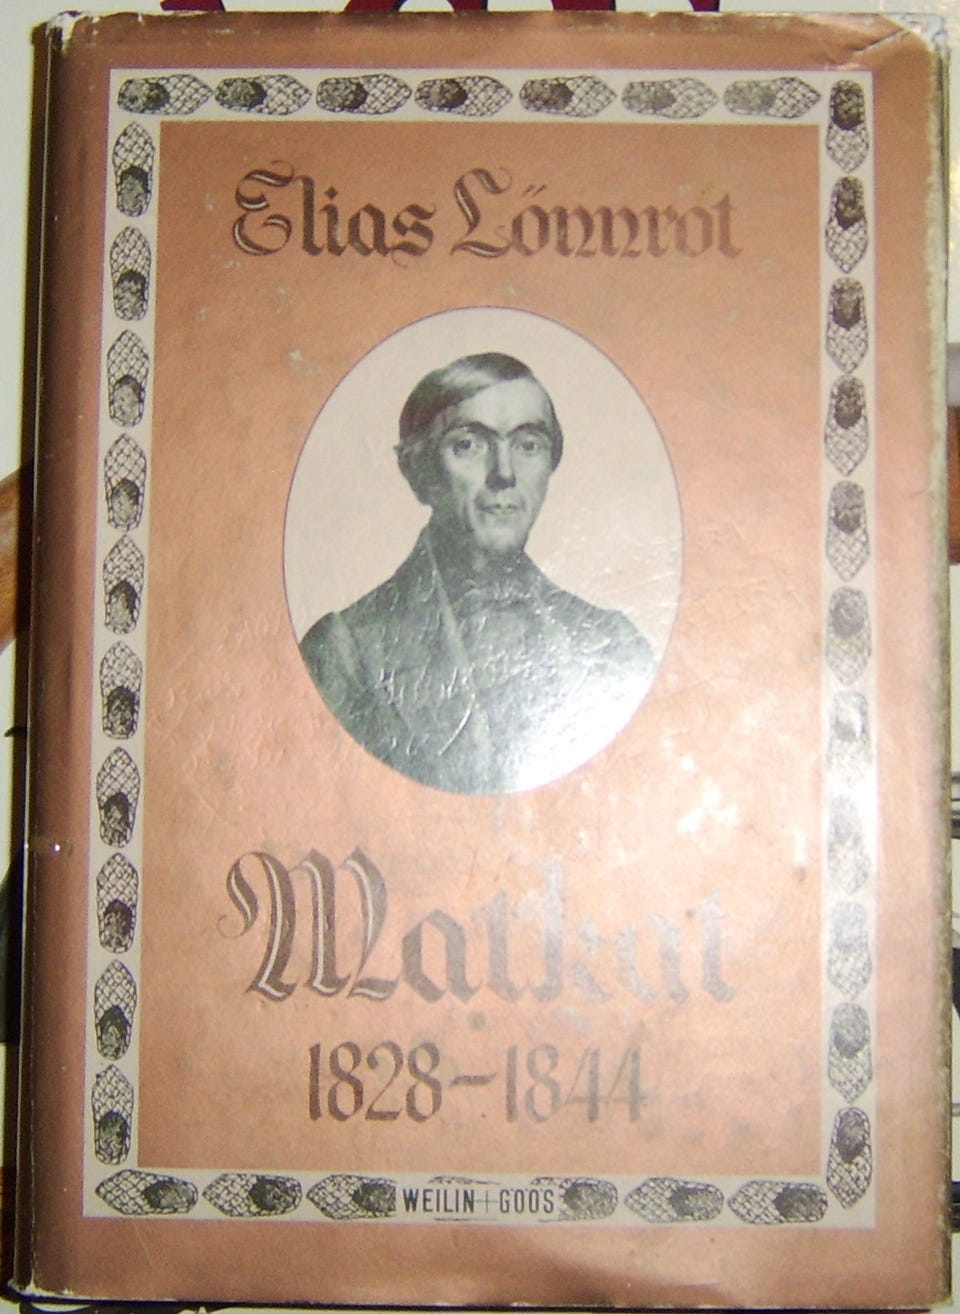 Elias Lönnrot
Matkat
1828-1844
WEILIN+GÖÖS